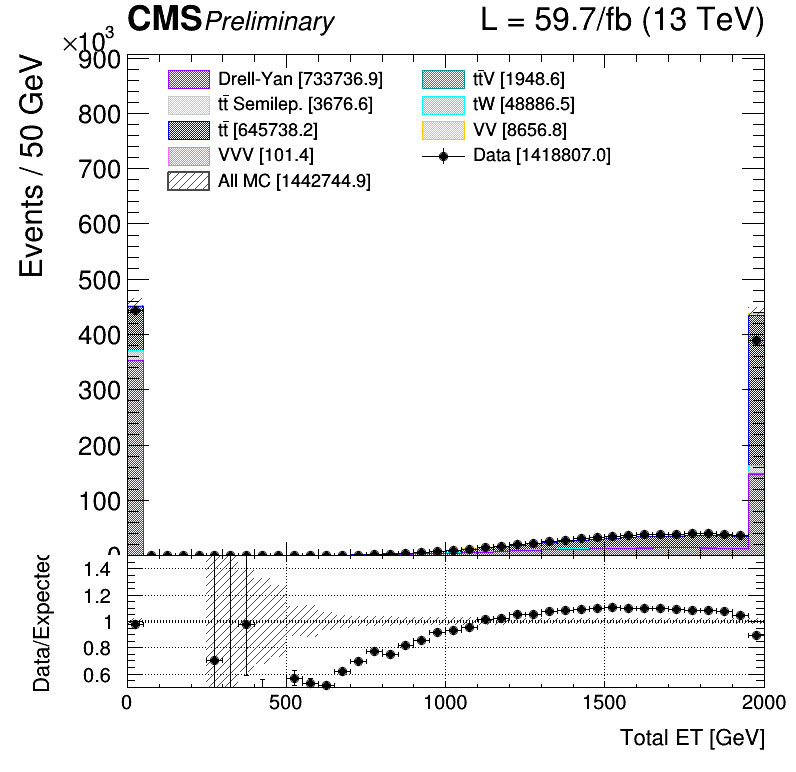 CMS Preliminary L = 59.7/fb (13 TeV)
×10³
Events / 50 GeV
900
800
700
600
500
400
300
200
100
0
Drell-Yan [733736.9]
tt̄ Semilep. [3676.6]
tt̄ [645738.2]
VVV [101.4]
All MC [1442744.9]
tt̄V [1948.6]
tW [48886.5]
VV [8656.8]
Data [1418807.0]
Data/Expected
1.4
1.2
1
0.8
0.6
0 500 1000 1500 2000
Total ET [GeV]